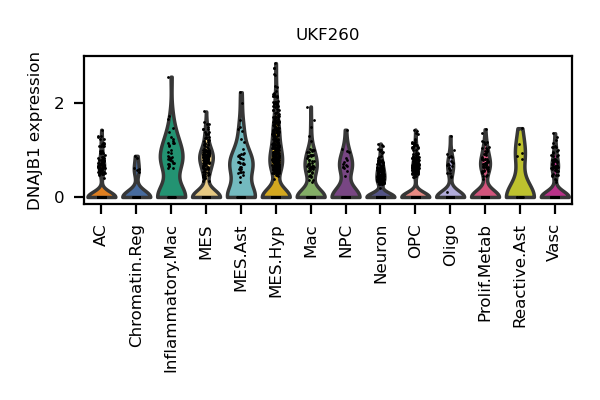 UKF260
DNAJB1 expression
2
0
AC
Chromatin.Reg
Inflammatory.Mac
MES
MES.Ast
MES.Hyp
Mac
NPC
Neuron
OPC
Oligo
Prolif.Metab
Reactive.Ast
Vasc